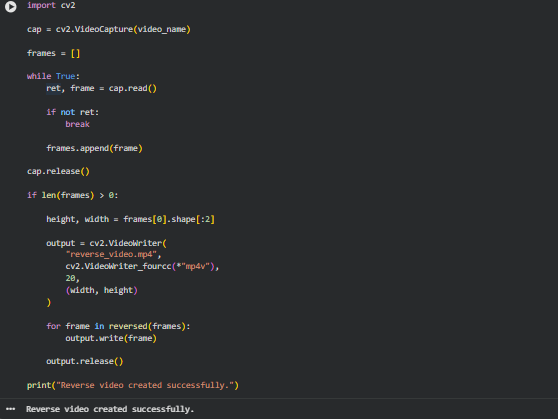 import cv2
cap = cv2.VideoCapture(video_name)
frames = []
while True:
    ret, frame = cap.read()
    if not ret:
        break
    frames.append(frame)
cap.release()
if len(frames) > 0:
    height, width = frames[0].shape[:2]
    output = cv2.VideoWriter(
        "reverse_video.mp4",
        cv2.VideoWriter_fourcc(*"mp4v"),
        20,
        (width, height)
    )
    for frame in reversed(frames):
        output.write(frame)
    output.release()
print("Reverse video created successfully.")
Reverse video created successfully.